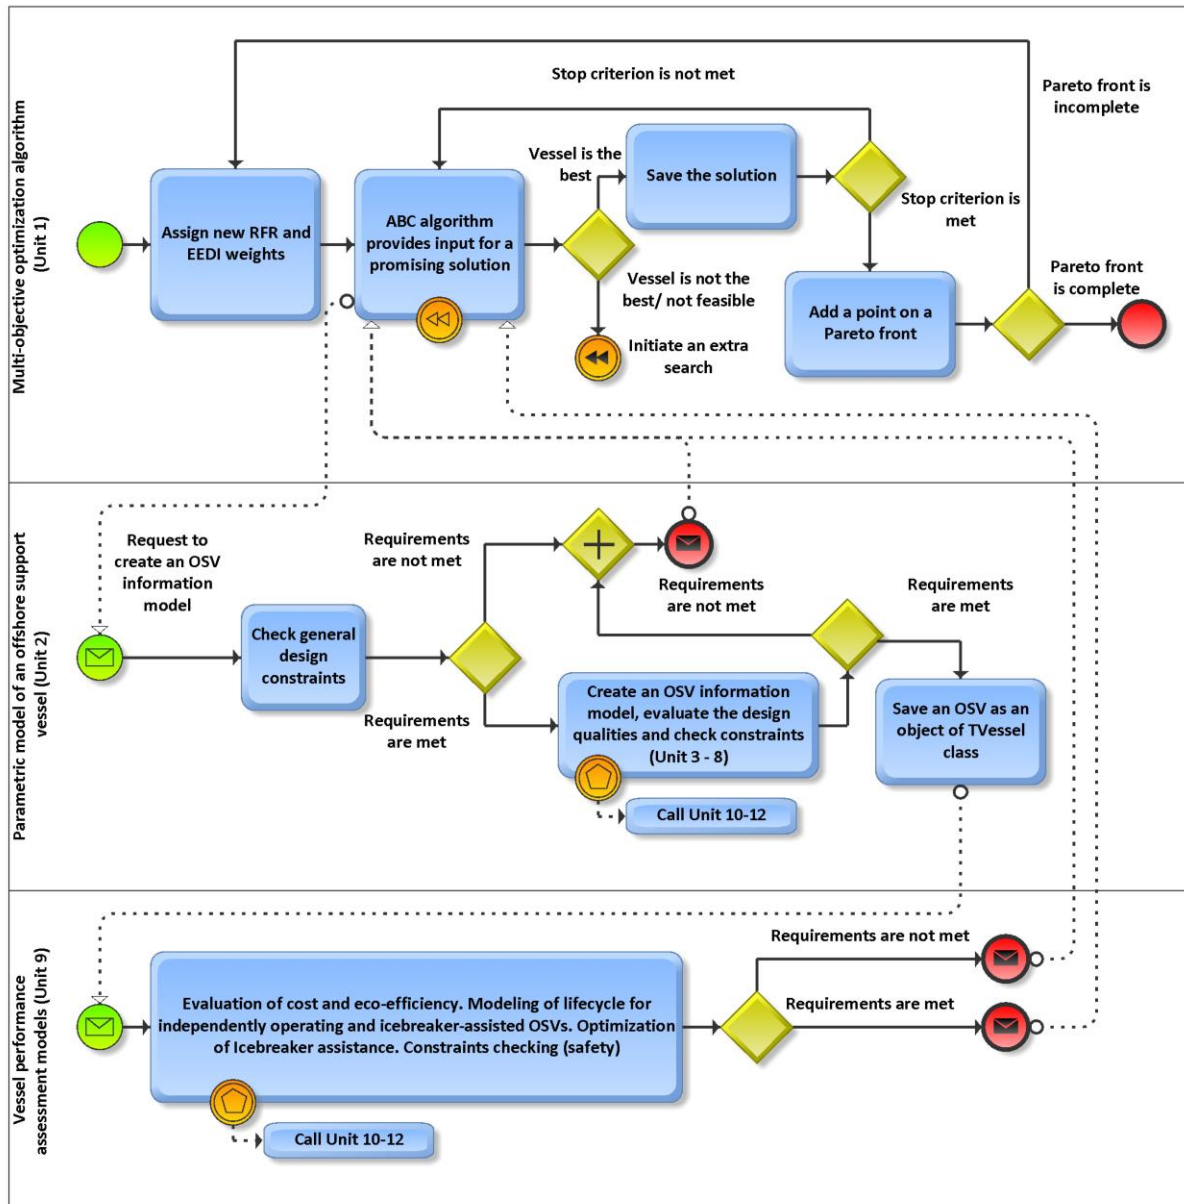 Multi-objective optimization algorithm
(Unit 1)
Stop criterion is not met
Pareto front is
incomplete
Vessel is the
best
Save the solution
Assign new RFR and
EEDI weights
ABC algorithm
provides input for a
promising solution
Stop criterion is
met
Vessel is not the
best/ not feasible
Initiate an extra
search
Add a point on a
Pareto front
Pareto front
is complete
Parametric model of an offshore support
vessel (Unit 2)
Request to
create an OSV
information
model
Requirements
are not met
Requirements
are not met
Requirements
are met
Check general
design
constraints
Requirements
are met
Create an OSV information
model, evaluate the design
qualities and check constraints
(Unit 3 - 8)
Save an OSV as an
object of TVessel
class
Call Unit 10-12
Vessel performance
assessment models (Unit 9)
Requirements are not met
Requirements are met
Evaluation of cost and eco-efficiency. Modeling of lifecycle for
independently operating and icebreaker-assisted OSVs. Optimization
of Icebreaker assistance. Constraints checking (safety)
Call Unit 10-12